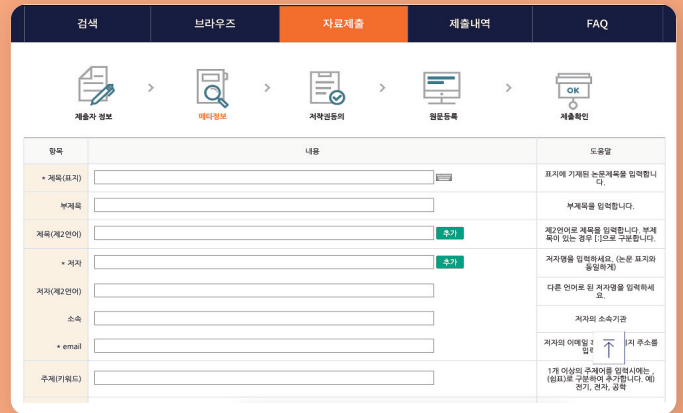 검색 브라우즈 자료제출 제출내역 FAQ
OK
제출자 정보 메타정보 저작권동의 원문등록 제출확인
항목 내용 도움말
* 제목(표지) 표지에 기재된 논문제목을 입력합니
다.
부제목 부제목을 입력합니다.
제목(제2언어) 추가 제2언어로 제목을 입력합니다. 부제
목이 있는 경우 [:]으로 구분합니다.
* 저자 추가 저자명을 입력하세요. (논문 표지와
동일하게)
저자(제2언어) 다른 언어로 된 저자명을 입력하세
요.
소속 저자의 소속기관
* email 저자의 이메일 지 주소를
입력
주제(키워드) 1개 이상의 주제어를 입력시에는 ,
(쉼표)로 구분하여 추가합니다. 예)
전기, 전자, 공학